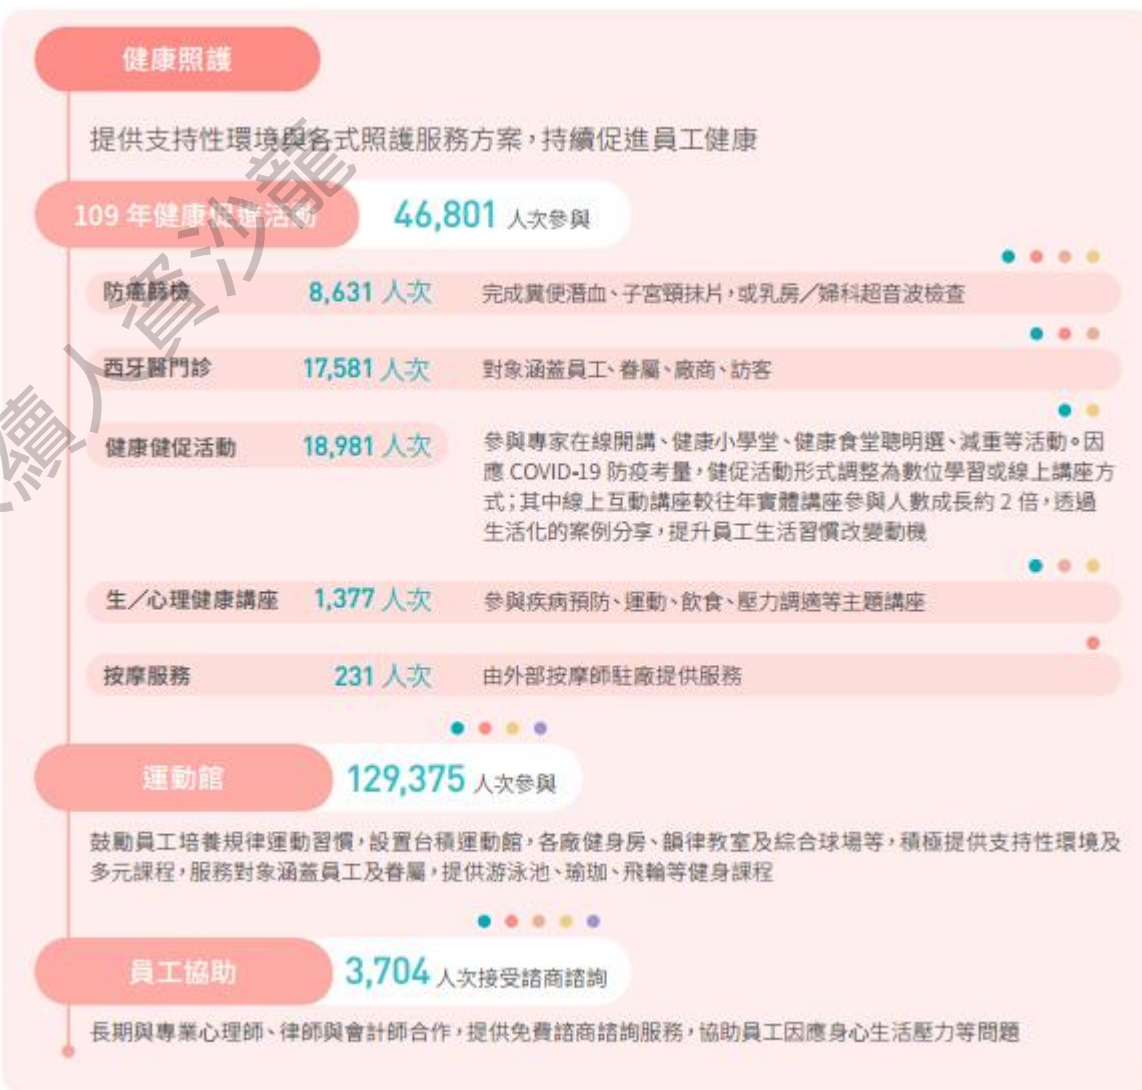 健康照護
提供支持性環境與各式照護服務方案，持續促進員工健康
109 年健康促進活動 46,801 人次參與
防癌篩檢 8,631 人次 完成糞便潛血、子宮頸抹片，或乳房／婦科超音波檢查
西牙醫門診 17,581 人次 對象涵蓋員工、眷屬、廠商、訪客
健康健促活動 18,981 人次 參與專家在線開講、健康小學堂、健康食堂聰明選、減重等活動。因
應 COVID-19 防疫考量，健促活動形式調整為數位學習或線上講座方
式；其中線上互動講座較往年實體講座參與人數成長約 2 倍，透過
生活化的案例分享，提升員工生活習慣改變動機
生／心理健康講座 1,377 人次 參與疾病預防、運動、飲食、壓力調適等主題講座
按摩服務 231 人次 由外部按摩師駐廠提供服務
運動館 129,375 人次參與
鼓勵員工培養規律運動習慣，設置台積運動館，各廠健身房、韻律教室及綜合球場等，積極提供支持性環境及
多元課程，服務對象涵蓋員工及眷屬，提供游泳池、瑜珈、飛輪等健身課程
員工協助 3,704 人次接受諮商諮詢
長期與專業心理師、律師與會計師合作，提供免費諮商諮詢服務，協助員工因應身心生活壓力等問題
續人資沙龍